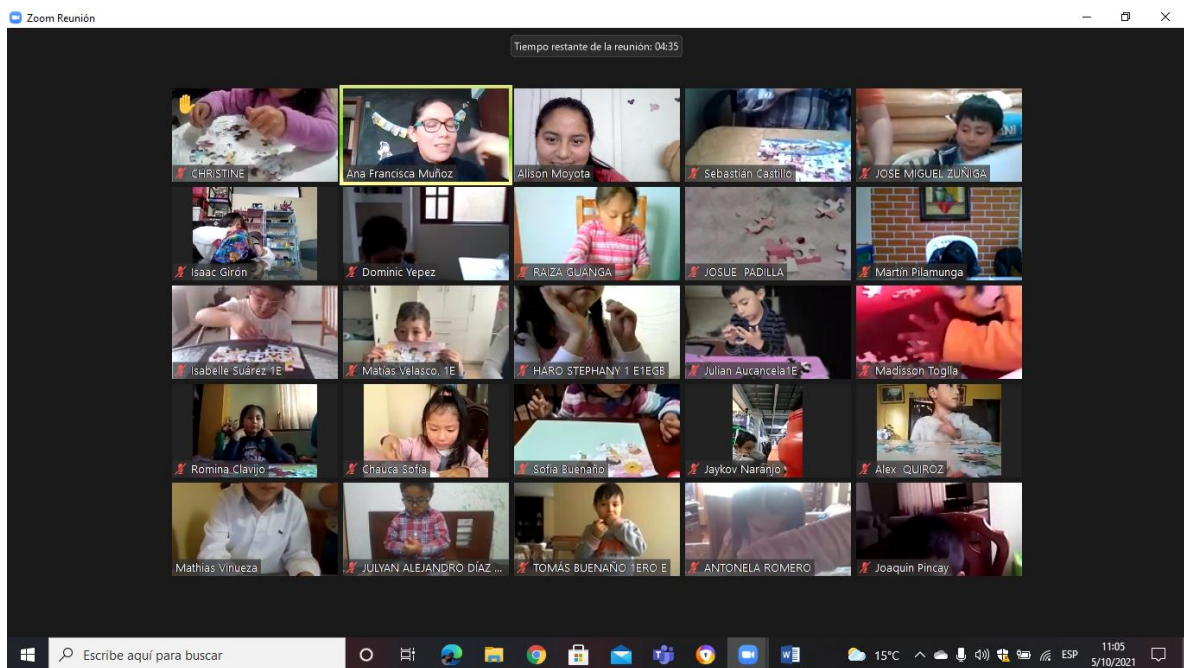 Zoom Reunión
Tiempo restante de la reunión: 04:35
CHRISTINE
Ana Francisca Muñoz
Alison Moyota
Sebastián Castillo
JOSE MIGUEL ZUÑIGA
Isaac Girón
Dominic Yepez
RAIZA GUANGA
JOSUE PADILLA
Martín Pilamunga
Isabelle Suárez 1E
Matías Velasco, 1E
HARO STEPHANY 1 E1EGB
Julian Aucancela1E
Madisson Toglla
Romina Clavijo
Chauca Sofía
Sofia Buenaño
Jaykov Naranjo
Alex QUIROZ
Mathias Vinueza
JULYAN ALEJANDRO DÍAZ ...
TOMÁS BUENAÑO 1ERO E
ANTONELA ROMERO
Joaquin Pincay
Escribe aquí para buscar
15°C
ESP
11:05
5/10/2021